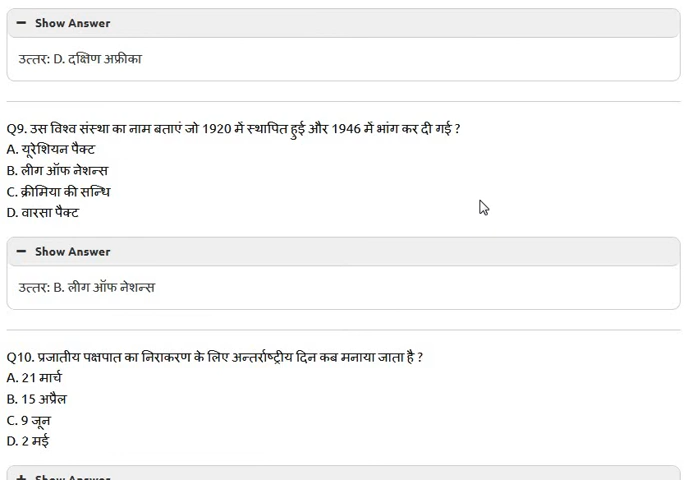 − Show Answer
उत्तर: D. दक्षिण अफ्रीका
Q9. उस विश्व संस्था का नाम बताएं जो 1920 में स्थापित हुई और 1946 में भांग कर दी गई ?
A. यूरेशियन पैक्ट
B. लीग ऑफ नेशन्स
C. क्रीमिया की सन्धि
D. वारसा पैक्ट
− Show Answer
उत्तर: B. लीग ऑफ नेशन्स
Q10. प्रजातीय पक्षपात का निराकरण के लिए अन्तर्राष्ट्रीय दिन कब मनाया जाता है ?
A. 21 मार्च
B. 15 अप्रैल
C. 9 जून
D. 2 मई
+ Show Answer